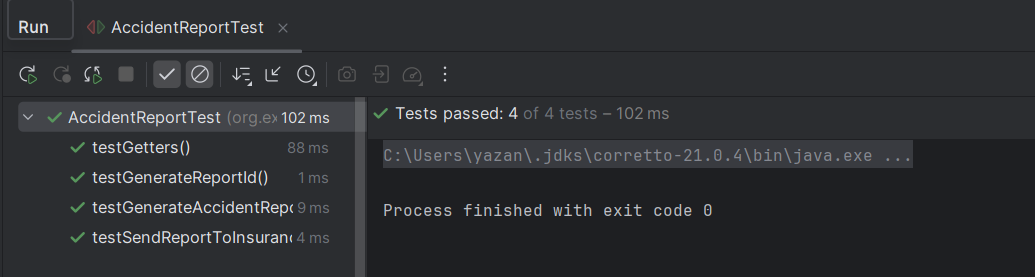 Run AccidentReportTest
AccidentReportTest (org.ex 102 ms
testGetters() 88 ms
testGenerateReportId() 1 ms
testGenerateAccidentRepo 9 ms
testSendReportToInsuran 4 ms
Tests passed: 4 of 4 tests – 102 ms
C:\Users\yazan\.jdks\corretto-21.0.4\bin\java.exe ...
Process finished with exit code 0